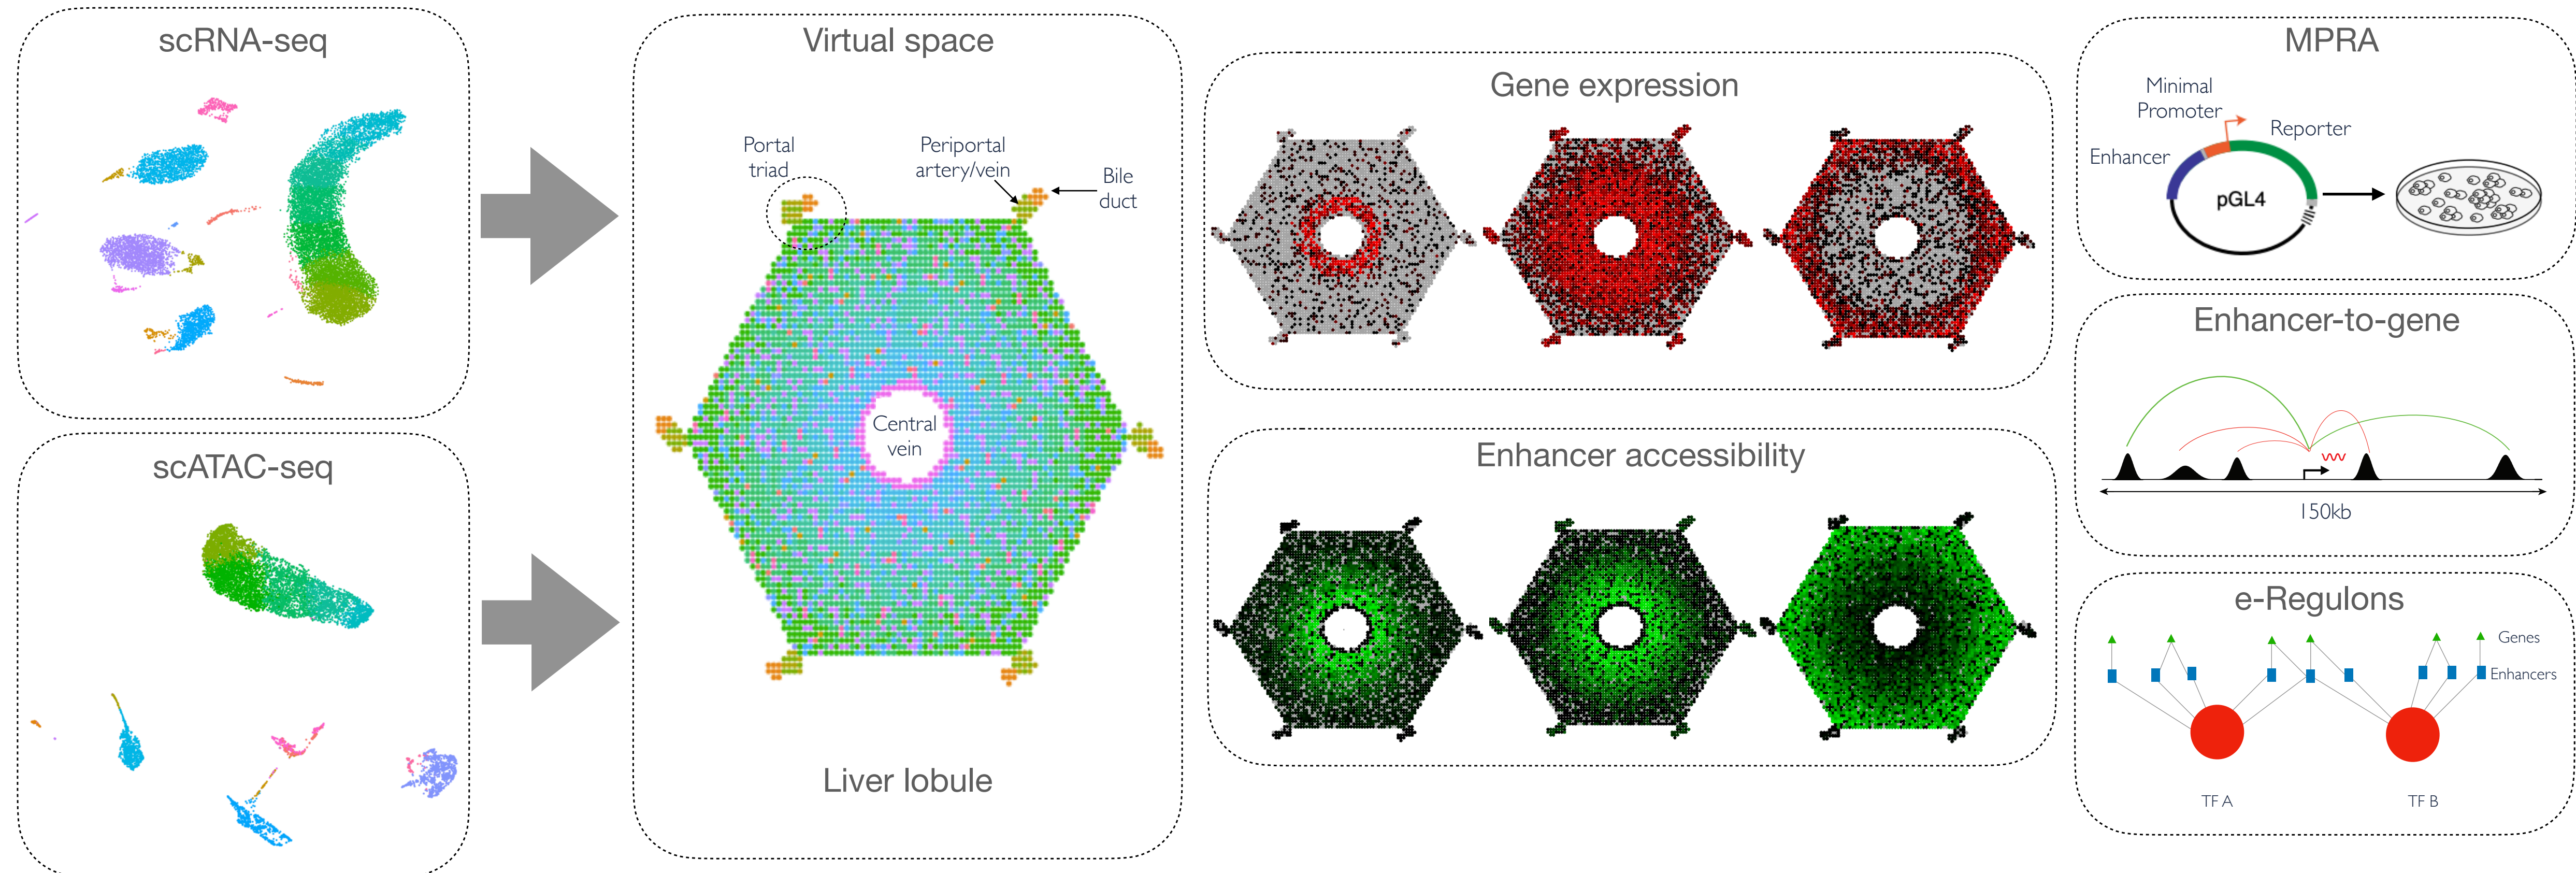 scRNA-seq
scATAC-seq
Virtual space
Portal
triad
Periportal
artery/vein
Bile
duct
Central
vein
Liver lobule
Gene expression
Enhancer accessibility
MPRA
Minimal
Promoter
Reporter
Enhancer
pGL4
Enhancer-to-gene
150kb
e-Regulons
Genes
Enhancers
TF A
TF B